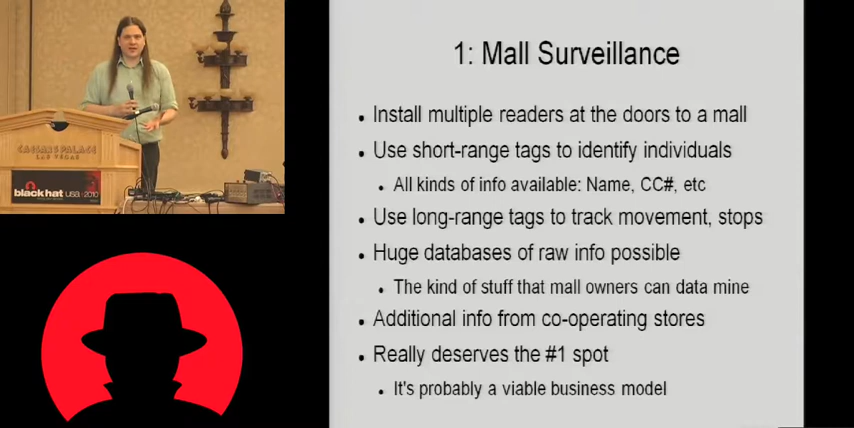 CAESARS PALACE
LAS VEGAS
black hat usa 2010
1: Mall Surveillance
Install multiple readers at the doors to a mall
Use short-range tags to identify individuals
All kinds of info available: Name, CC#, etc
Use long-range tags to track movement, stops
Huge databases of raw info possible
The kind of stuff that mall owners can data mine
Additional info from co-operating stores
Really deserves the #1 spot
It's probably a viable business model